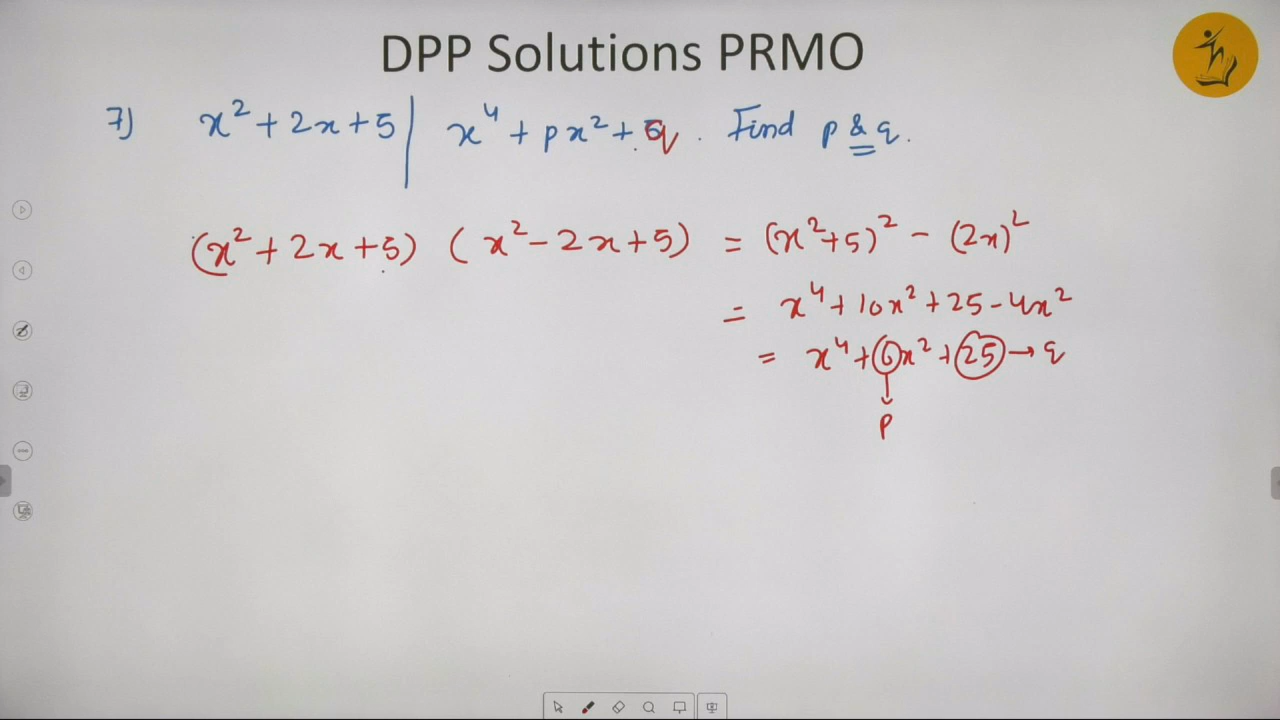 DPP Solutions PRMO
7) x² + 2x + 5 | x⁴ + px² + q . Find p & q.
(x² + 2x + 5) (x² - 2x + 5) = (x² + 5)² - (2x)²
= x⁴ + 10x² + 25 - 4x²
= x⁴ + 6x² + 25 → q
p